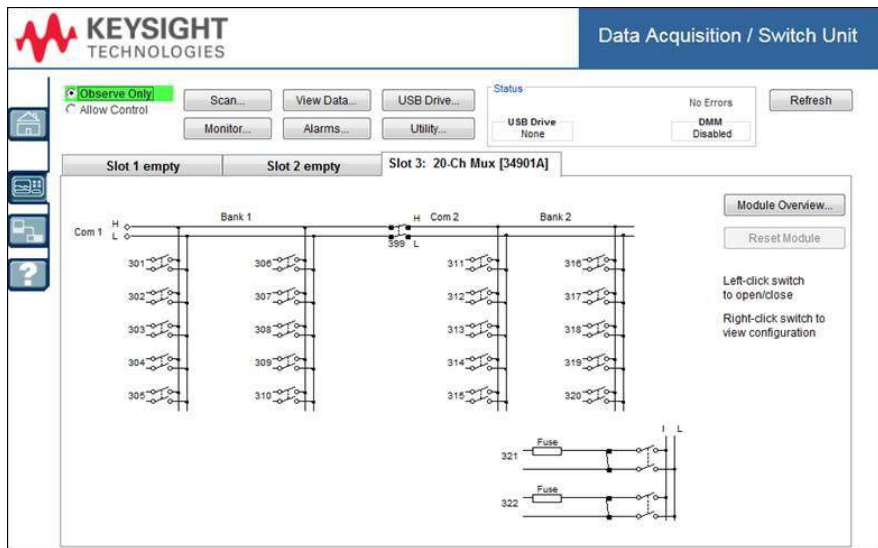 KEYSIGHT
TECHNOLOGIES
Data Acquisition / Switch Unit
Observe Only
Allow Control
Scan...
View Data...
USB Drive...
Monitor...
Alarms...
Utility...
Status
No Errors
USB Drive
None
DMM
Disabled
Refresh
Slot 1 empty
Slot 2 empty
Slot 3: 20-Ch Mux [34901A]
Module Overview...
Reset Module
Left-click switch
to open/close
Right-click switch to
view configuration
Com 1
H
L
Bank 1
H Com 2
399 L
Bank 2
301 306 311 316
302 307 312 317
303 308 313 318
304 309 314 319
305 310 315 320
I L
Fuse
321
Fuse
322
?